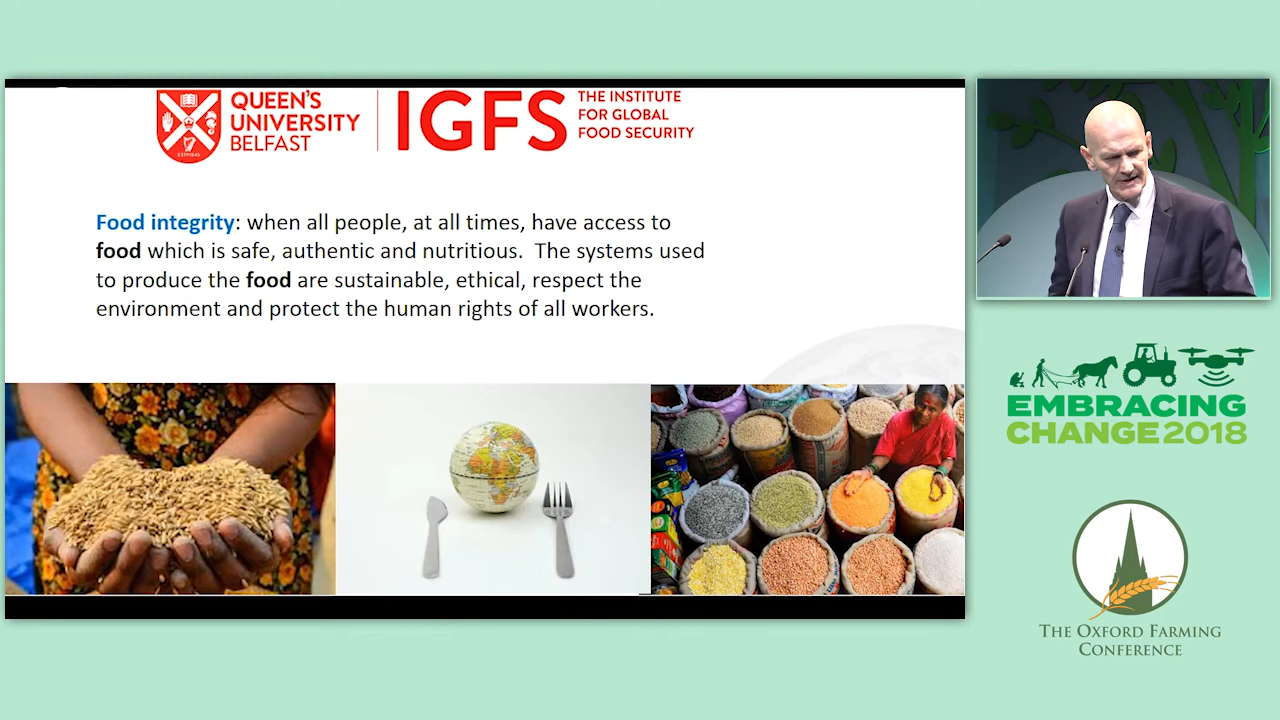 QUEEN'S
UNIVERSITY
BELFAST
IGFS
THE INSTITUTE
FOR GLOBAL
FOOD SECURITY
Food integrity: when all people, at all times, have access to
food which is safe, authentic and nutritious. The systems used
to produce the food are sustainable, ethical, respect the
environment and protect the human rights of all workers.
EMBRACING
CHANGE2018
THE OXFORD FARMING
CONFERENCE